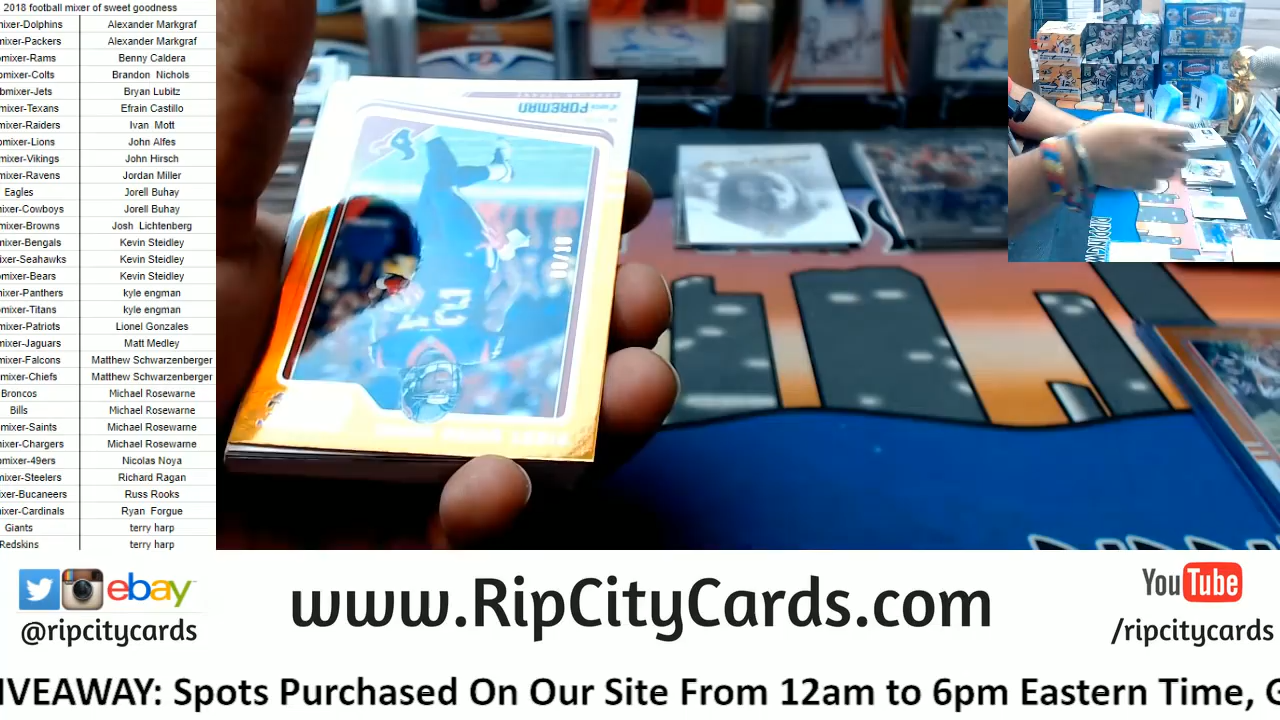 2018 football mixer of sweet goodness
mixer-Dolphins Alexander Markgraf
mixer-Packers Alexander Markgraf
mixer-Rams Benny Caldera
omixer-Colts Brandon Nichols
bmixer-Jets Bryan Lubitz
mixer-Texans Efrain Castillo
mixer-Raiders Ivan Mott
omixer-Lions John Alfes
mixer-Vikings John Hirsch
mixer-Ravens Jordan Miller
Eagles Jorell Buhay
mixer-Cowboys Jorell Buhay
mixer-Browns Josh Lichtenberg
mixer-Bengals Kevin Steidley
ixer-Seahawks Kevin Steidley
omixer-Bears Kevin Steidley
mixer-Panthers kyle engman
omixer-Titans kyle engman
mixer-Patriots Lionel Gonzales
mixer-Jaguars Matt Medley
mixer-Falcons Matthew Schwarzenberger
mixer-Chiefs Matthew Schwarzenberger
Broncos Michael Rosewarne
Bills Michael Rosewarne
mixer-Saints Michael Rosewarne
mixer-Chargers Michael Rosewarne
omixer-49ers Nicolas Noya
mixer-Steelers Richard Ragan
ixer-Bucaneers Russ Rooks
ixer-Cardinals Ryan Forgue
Giants terry harp
Redskins terry harp
FOREMAN
27
ebay
@ripcitycards
www.RipCityCards.com
YouTube
/ripcitycards
IVEAWAY: Spots Purchased On Our Site From 12am to 6pm Eastern Time, G